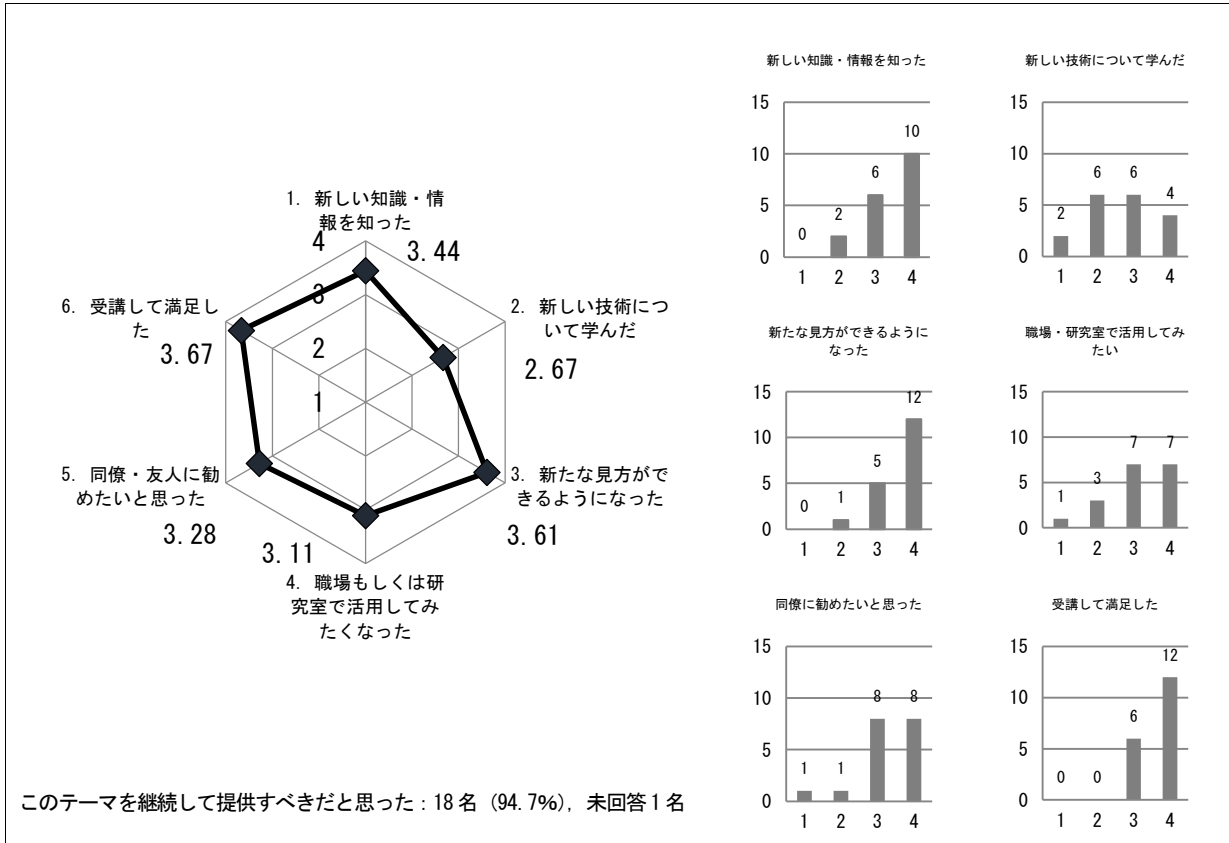 1. 新しい知識・情
報を知った
3.44
4
3
2
1
2. 新しい技術につ
いて学んだ
2.67
3. 新たな見方がで
きるようになった
3.61
4. 職場もしくは研
究室で活用してみ
たくなった
3.11
5. 同僚・友人に勧
めたいと思った
3.28
6. 受講して満足し
た
3.67
新しい知識・情報を知った
15
10
5
0
0
2
6
10
1 2 3 4
新しい技術について学んだ
15
10
5
0
2
6
6
4
1 2 3 4
新たな見方ができるように
なった
15
10
5
0
0
1
5
12
1 2 3 4
職場・研究室で活用してみ
たい
15
10
5
0
1
3
7
7
1 2 3 4
同僚に勧めたいと思った
15
10
5
0
1
1
8
8
1 2 3 4
受講して満足した
15
10
5
0
0
0
6
12
1 2 3 4
このテーマを継続して提供すべきだと思った：18名（94.7%），未回答1名